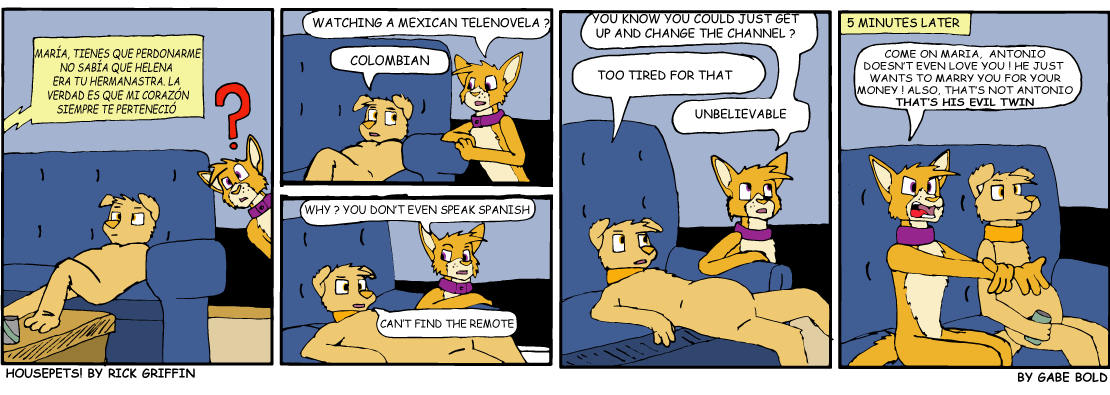 MARÍA, TIENES QUE PERDONARME
NO SABÍA QUE HELENA
ERA TU HERMANASTRA. LA
VERDAD ES QUE MI CORAZÓN
SIEMPRE TE PERTENECIÓ
?
WATCHING A MEXICAN TELENOVELA ?
COLOMBIAN
WHY ? YOU DON'T EVEN SPEAK SPANISH
CAN'T FIND THE REMOTE
YOU KNOW YOU COULD JUST GET
UP AND CHANGE THE CHANNEL ?
TOO TIRED FOR THAT
UNBELIEVABLE
5 MINUTES LATER
COME ON MARIA, ANTONIO
DOESN'T EVEN LOVE YOU ! HE JUST
WANTS TO MARRY YOU FOR YOUR
MONEY ! ALSO, THAT'S NOT ANTONIO
THAT'S HIS EVIL TWIN
HOUSEPETS! BY RICK GRIFFIN
BY GABE BOLD